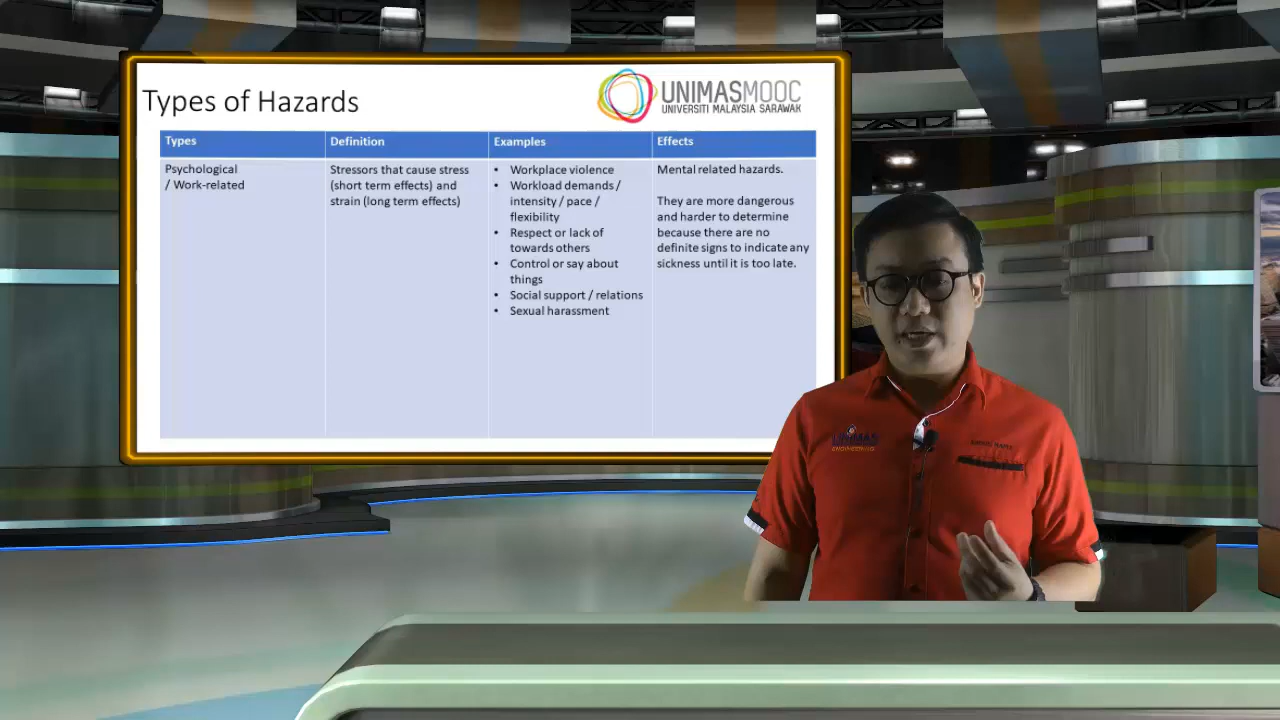 Types of Hazards
UNIMASMOOC
UNIVERSITI MALAYSIA SARAWAK
Types
Definition
Examples
Effects
Psychological
/ Work-related
Stressors that cause stress
(short term effects) and
strain (long term effects)
• Workplace violence
• Workload demands /
intensity / pace /
flexibility
• Respect or lack of
towards others
• Control or say about
things
• Social support / relations
• Sexual harassment
Mental related hazards.
They are more dangerous
and harder to determine
because there are no
definite signs to indicate any
sickness until it is too late.
UNIMAS
ENGINEERING